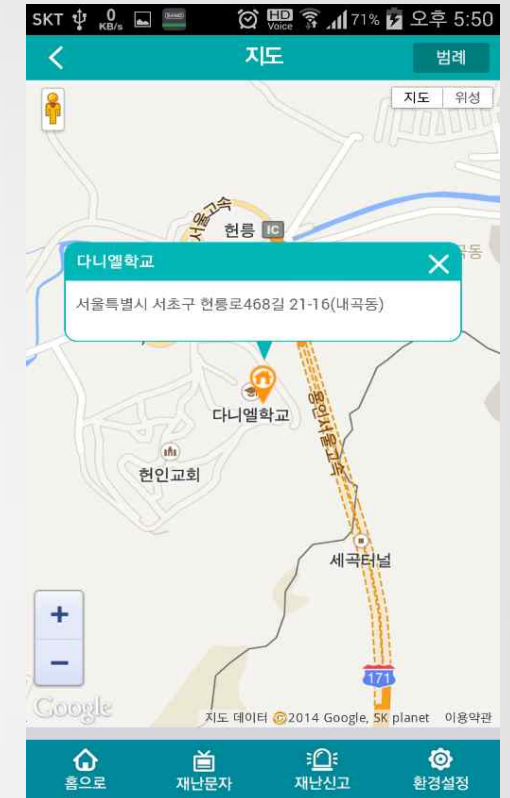 SKT 0 KB/s HD Voice 71% 오후 5:50
지도 범례
지도 위성
서울고속
헌릉 IC
곡동
다니엘학교
서울특별시 서초구 헌릉로468길 21-16(내곡동)
다니엘학교
용인서울고속
헌인교회
세곡터널
+
−
171
Google
지도 데이터 ©2014 Google, SK planet 이용약관
홈으로 재난문자 재난신고 환경설정